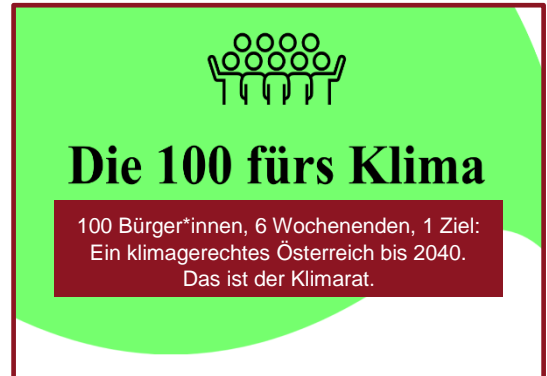 Die 100 fürs Klima
100 Bürger*innen, 6 Wochenenden, 1 Ziel:
Ein klimagerechtes Österreich bis 2040.
Das ist der Klimarat.